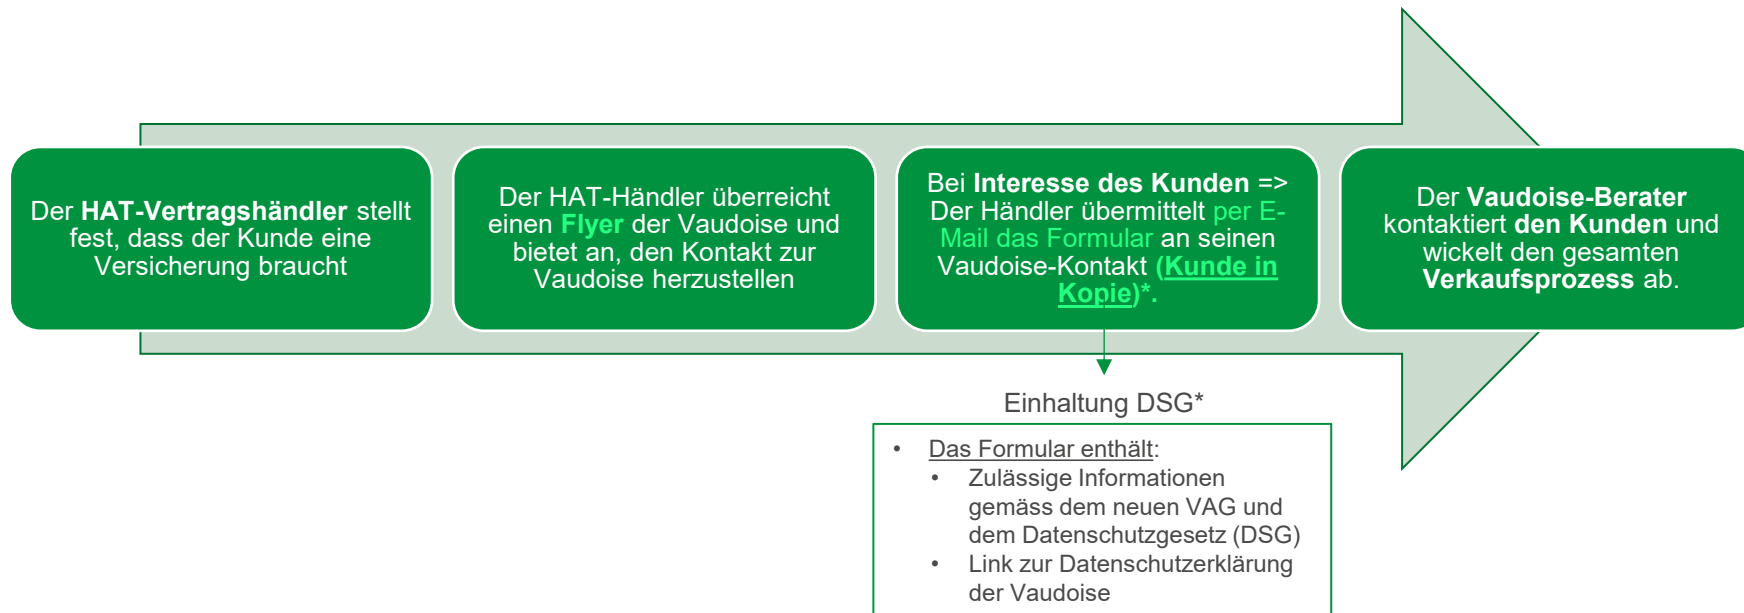 Der HAT-Vertragshändler stellt
fest, dass der Kunde eine
Versicherung braucht
Der HAT-Händler überreicht
einen Flyer der Vaudoise und
bietet an, den Kontakt zur
Vaudoise herzustellen
Bei Interesse des Kunden =>
Der Händler übermittelt per E-
Mail das Formular an seinen
Vaudoise-Kontakt (Kunde in
Kopie)*.
Der Vaudoise-Berater
kontaktiert den Kunden und
wickelt den gesamten
Verkaufsprozess ab.
Einhaltung DSG*
• Das Formular enthält:
• Zulässige Informationen
gemäss dem neuen VAG und
dem Datenschutzgesetz (DSG)
• Link zur Datenschutzerklärung
der Vaudoise